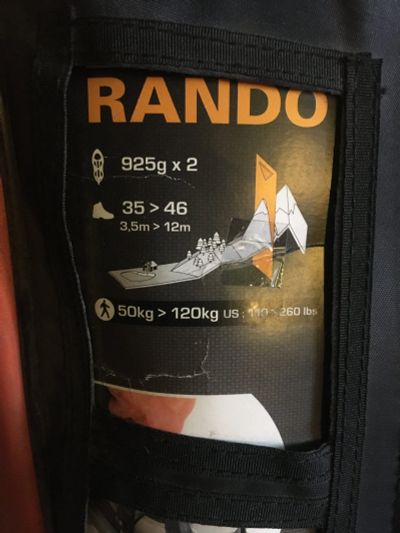 RANDO
925g x 2
35 > 46
3,5m > 12m
50kg > 120kg US : 110 > 260 lbs